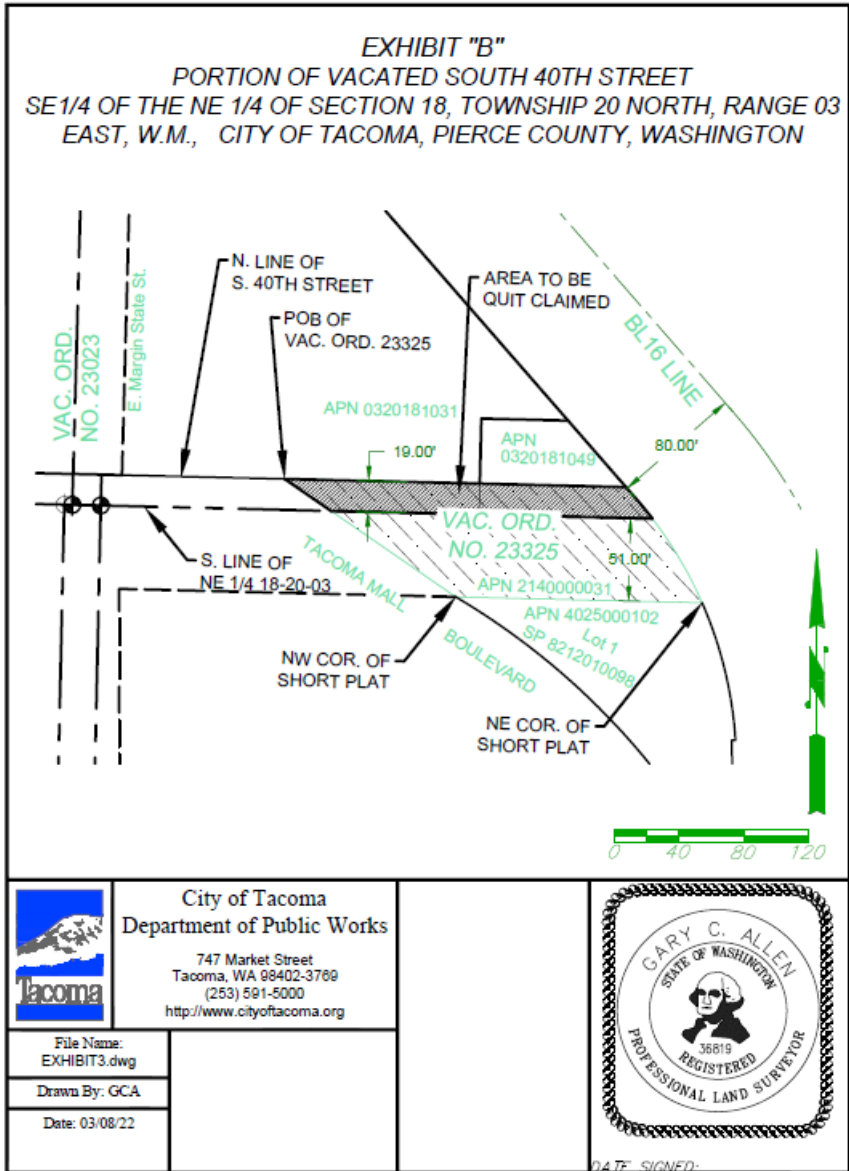 EXHIBIT "B"
PORTION OF VACATED SOUTH 40TH STREET
SE1/4 OF THE NE 1/4 OF SECTION 18, TOWNSHIP 20 NORTH, RANGE 03
EAST, W.M., CITY OF TACOMA, PIERCE COUNTY, WASHINGTON
N. LINE OF
S. 40TH STREET
AREA TO BE
QUIT CLAIMED
POB OF
VAC. ORD. 23325
VAC. ORD.
NO. 23023
E. Margin State St.
BL16 LINE
APN 0320181031
19.00'
APN
0320181049
80.00'
VAC. ORD.
NO. 23325
51.00'
S. LINE OF
NE 1/4 18-20-03
TACOMA MALL
BOULEVARD
APN 2140000031
APN 4025000102
Lot 1
SP 8212010098
NW COR. OF
SHORT PLAT
NE COR. OF
SHORT PLAT
N
0 40 80 120
Tacoma
City of Tacoma
Department of Public Works
747 Market Street
Tacoma, WA 98402-3769
(253) 591-5000
http://www.cityoftacoma.org
File Name:
EXHIBIT3.dwg
Drawn By: GCA
Date: 03/08/22
GARY C. ALLEN
STATE OF WASHINGTON
36819
REGISTERED
PROFESSIONAL LAND SURVEYOR
DATE SIGNED: